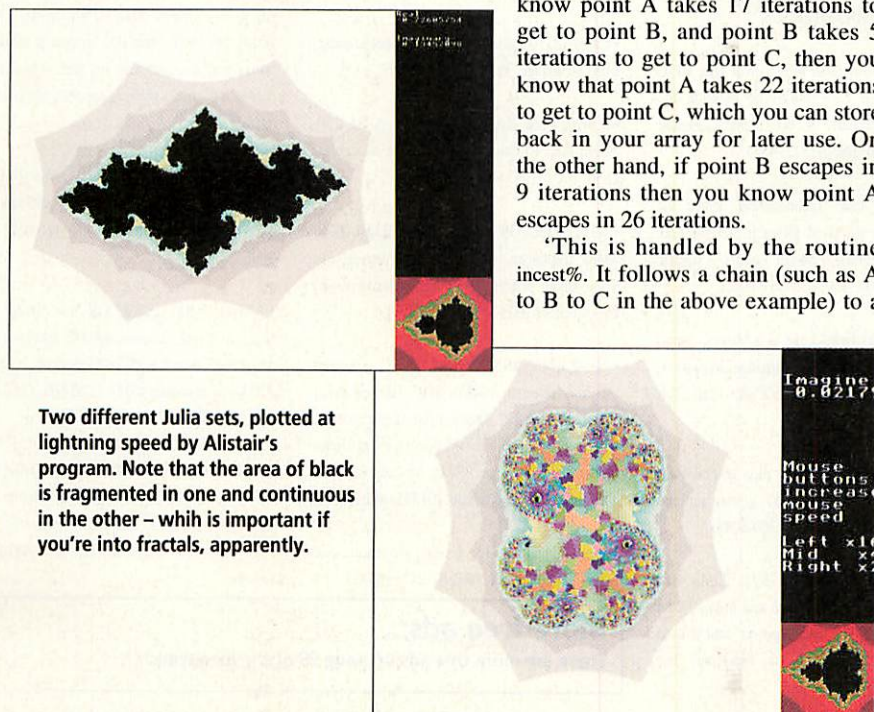 know point A takes 17 iterations to
get to point B, and point B takes 5
iterations to get to point C, then you
know that point A takes 22 iterations
to get to point C, which you can store
back in your array for later use. On
the other hand, if point B escapes in
9 iterations then you know point A
escapes in 26 iterations.
'This is handled by the routine
incest%. It follows a chain (such as A
to B to C in the above example) to a
Two different Julia sets, plotted at
lightning speed by Alistair's
program. Note that the area of black
is fragmented in one and continuous
in the other – whih is important if
you're into fractals, apparently.
Imagine
-0.02179
Mouse
buttons
increase
mouse
speed
Left x16
Mid
Right